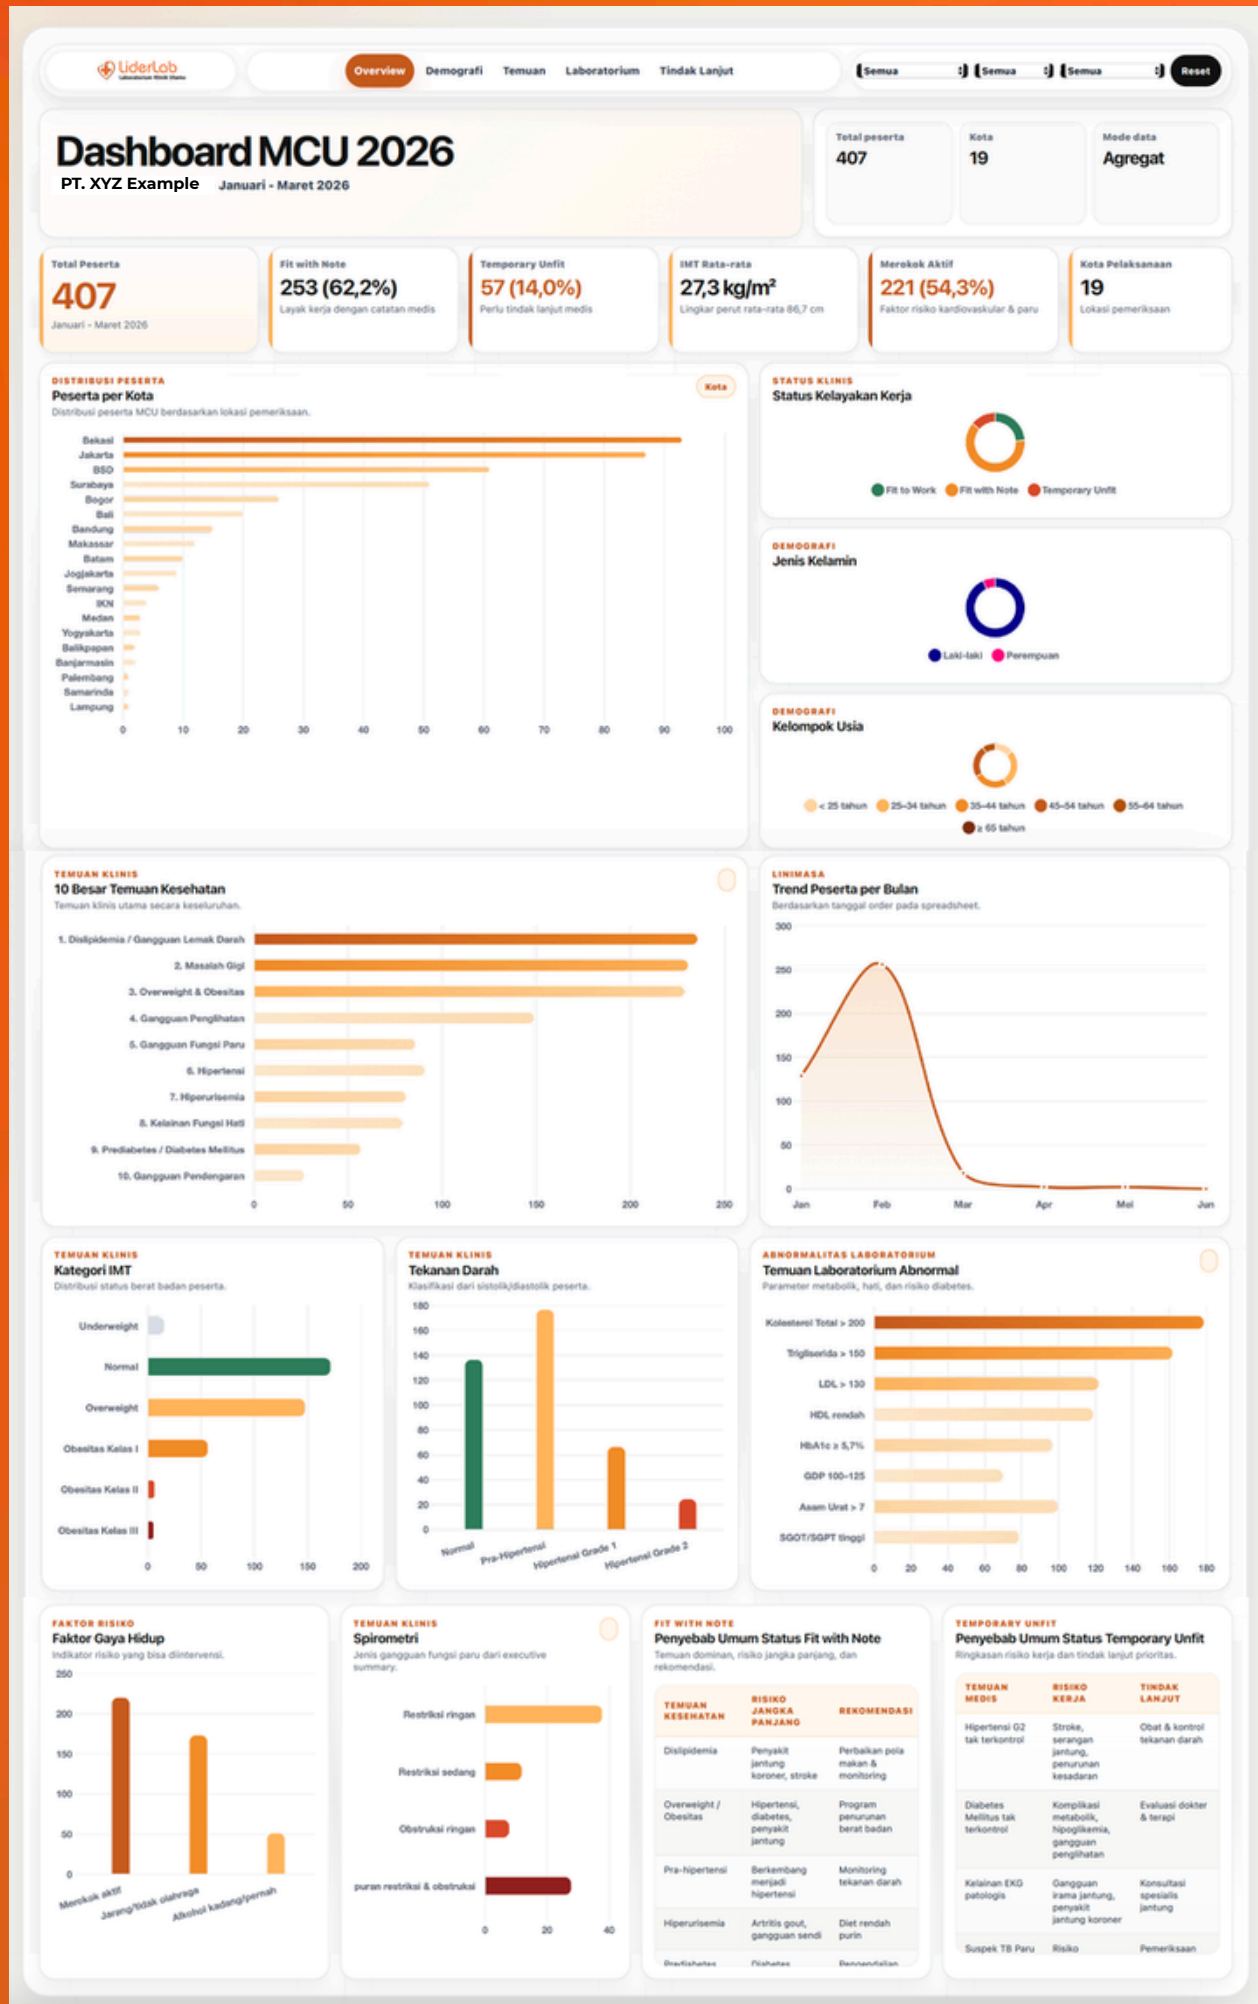 LiderLab
Laboratorium Klinik Utama
Overview
Demografi
Temuan
Laboratorium
Tindak Lanjut
Semua
Semua
Semua
Reset
Dashboard MCU 2026
PT. XYZ Example
Januari - Maret 2026
Total peserta
407
Kota
19
Mode data
Agregat
Total Peserta
407
Januari - Maret 2026
Fit with Note
253 (62,2%)
Layak kerja dengan catatan medis
Temporary Unfit
57 (14,0%)
Perlu tindak lanjut medis
IMT Rata-rata
27,3 kg/m²
Lingkar perut rata-rata 86,7 cm
Merokok Aktif
221 (54,3%)
Faktor risiko kardiovaskular & paru
Kota Pelaksanaan
19
Lokasi pemeriksaan
DISTRIBUSI PESERTA
Peserta per Kota
Distribusi peserta MCU berdasarkan lokasi pemeriksaan.
Kota
Bekasi
Jakarta
BSD
Surabaya
Bogor
Bali
Bandung
Makassar
Batam
Jogjakarta
Semarang
IKN
Medan
Yogyakarta
Balikpapan
Banjarmasin
Palembang
Samarinda
Lampung
0 10 20 30 40 50 60 70 80 90 100
STATUS KLINIS
Status Kelayakan Kerja
Fit to Work
Fit with Note
Temporary Unfit
DEMOGRAFI
Jenis Kelamin
Laki-laki
Perempuan
DEMOGRAFI
Kelompok Usia
< 25 tahun
25–34 tahun
35–44 tahun
45–54 tahun
55–64 tahun
≥ 65 tahun
TEMUAN KLINIS
10 Besar Temuan Kesehatan
Temuan klinis utama secara keseluruhan.
1. Dislipidemia / Gangguan Lemak Darah
2. Masalah Gigi
3. Overweight & Obesitas
4. Gangguan Penglihatan
5. Gangguan Fungsi Paru
6. Hipertensi
7. Hiperurisemia
8. Kelainan Fungsi Hati
9. Prediabetes / Diabetes Mellitus
10. Gangguan Pendengaran
0 50 100 150 200 250
LINIMASA
Trend Peserta per Bulan
Berdasarkan tanggal order pada spreadsheet.
300
250
200
150
100
50
0
Jan Feb Mar Apr Mei Jun
TEMUAN KLINIS
Kategori IMT
Distribusi status berat badan peserta.
Underweight
Normal
Overweight
Obesitas Kelas I
Obesitas Kelas II
Obesitas Kelas III
0 50 100 150 200
TEMUAN KLINIS
Tekanan Darah
Klasifikasi dari sistolik/diastolik peserta.
180
160
140
120
100
80
60
40
20
0
Normal
Pra-Hipertensi
Hipertensi Grade 1
Hipertensi Grade 2
ABNORMALITAS LABORATORIUM
Temuan Laboratorium Abnormal
Parameter metabolik, hati, dan risiko diabetes.
Kolesterol Total > 200
Trigliserida > 150
LDL > 130
HDL rendah
HbA1c ≥ 5,7%
GDP 100–125
Asam Urat > 7
SGOT/SGPT tinggi
0 20 40 60 80 100 120 140 160 180
FAKTOR RISIKO
Faktor Gaya Hidup
Indikator risiko yang bisa diintervensi.
250
200
150
100
50
0
Merokok aktif
Jarang/tidak olahraga
Alkohol kadang/pernah
TEMUAN KLINIS
Spirometri
Jenis gangguan fungsi paru dari executive
summary.
Restriksi ringan
Restriksi sedang
Obstruksi ringan
puran restriksi & obstruksi
0 20 40
FIT WITH NOTE
Penyebab Umum Status Fit with Note
Temuan dominan, risiko jangka panjang, dan
rekomendasi.
TEMUAN KESEHATAN
RISIKO JANGKA PANJANG
REKOMENDASI
Dislipidemia
Penyakit jantung koroner, stroke
Perbaikan pola makan & monitoring
Overweight / Obesitas
Hipertensi, diabetes, penyakit jantung
Program penurunan berat badan
Pra-hipertensi
Berkembang menjadi hipertensi
Monitoring tekanan darah
Hiperurisemia
Artritis gout, gangguan sendi
Diet rendah purin
Prediabetes
Diabetes
Pengendalian
TEMPORARY UNFIT
Penyebab Umum Status Temporary Unfit
Ringkasan risiko kerja dan tindak lanjut prioritas.
TEMUAN MEDIS
RISIKO KERJA
TINDAK LANJUT
Hipertensi G2 tak terkontrol
Stroke, serangan jantung, penurunan kesadaran
Obat & kontrol tekanan darah
Diabetes Mellitus tak terkontrol
Komplikasi metabolik, hipoglikemia, gangguan penglihatan
Evaluasi dokter & terapi
Kelainan EKG patologis
Gangguan irama jantung, penyakit jantung koroner
Konsultasi spesialis jantung
Suspek TB Paru
Risiko
Pemeriksaan